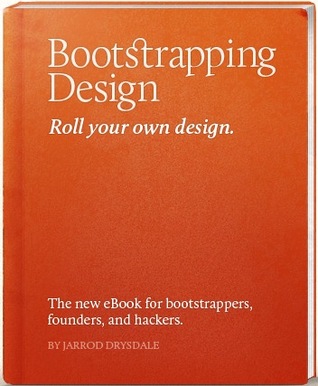 Bootstrapping
Design
Roll your own design.
The new eBook for bootstrappers,
founders, and hackers.
BY JARROD DRYSDALE